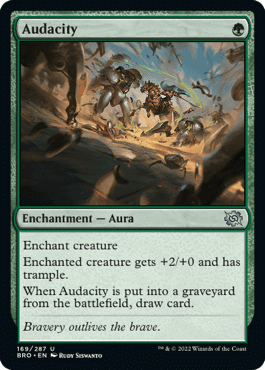 Audacity
Enchantment — Aura
Enchant creature
Enchanted creature gets +2/+0 and has
trample.
When Audacity is put into a graveyard
from the battlefield, draw card.
Bravery outlives the brave.
169/287 U
BRO • EN Rudy Siswanto
™ & © 2022 Wizards of the Coast